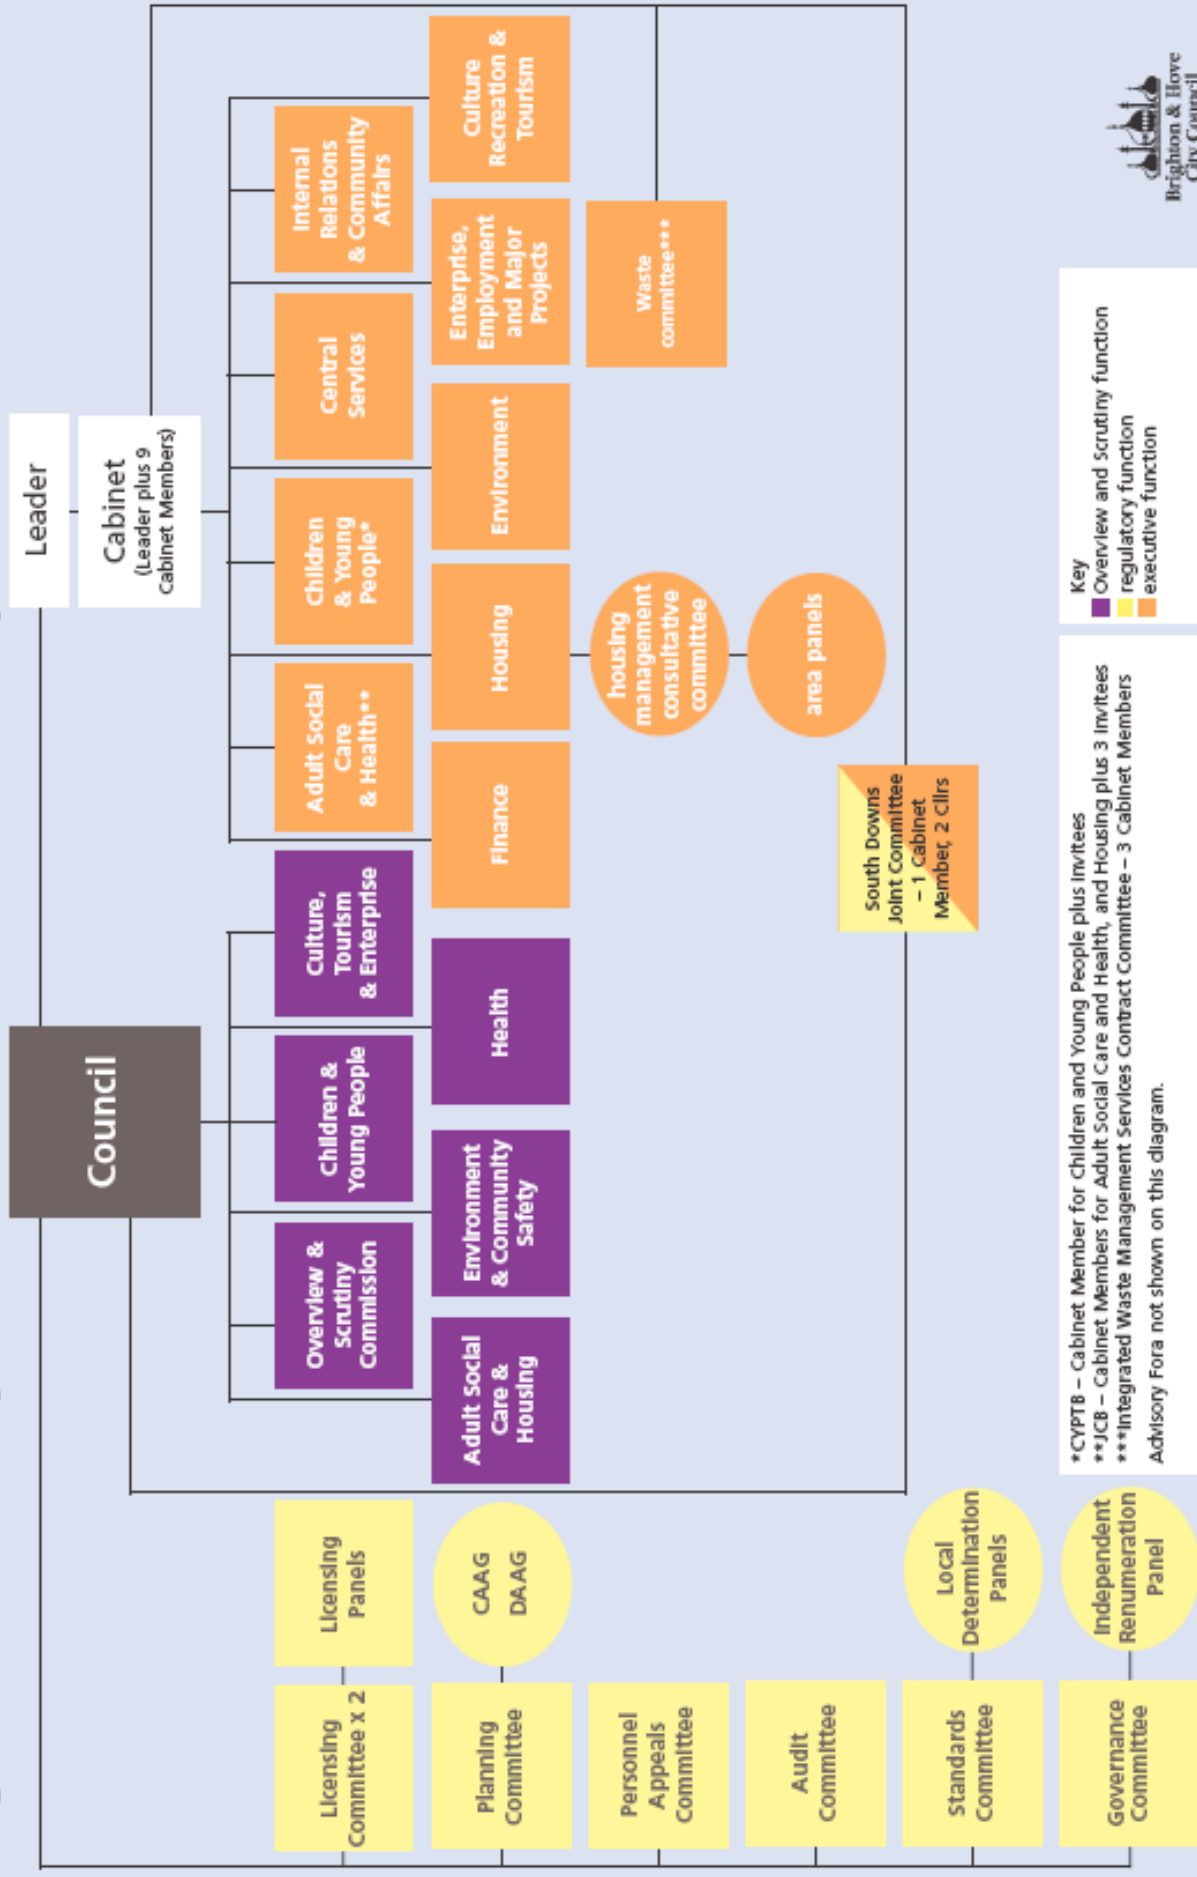 Council
Leader
Cabinet
(Leader plus 9
Cabinet Members)
Licensing
Committee x 2
Licensing
Panels
Overview &
Scrutiny
Commission
Children &
Young People
Culture,
Tourism
& Enterprise
Adult Social
Care
& Health**
Children
& Young
People*
Central
Services
Internal
Relations
& Community
Affairs
Planning
Committee
CAAG
DAAG
Adult Social
Care &
Housing
Environment
& Community
Safety
Health
Finance
Housing
Environment
Enterprise,
Employment
and Major
Projects
Culture
Recreation &
Tourism
Personnel
Appeals
Committee
housing
management
consultative
committee
Waste
committee***
Audit
Committee
area panels
Standards
Committee
Local
Determination
Panels
South Downs
Joint Committee
– 1 Cabinet
Member, 2 Cllrs
Governance
Committee
Independent
Renumeration
Panel
*CYPTB – Cabinet Member for Children and Young People plus invitees
**JCB – Cabinet Members for Adult Social Care and Health, and Housing plus 3 invitees
***Integrated Waste Management Services Contract Committee – 3 Cabinet Members
Advisory Fora not shown on this diagram.
Key
Overview and Scrutiny function
regulatory function
executive function
Brighton & Hove
City Council